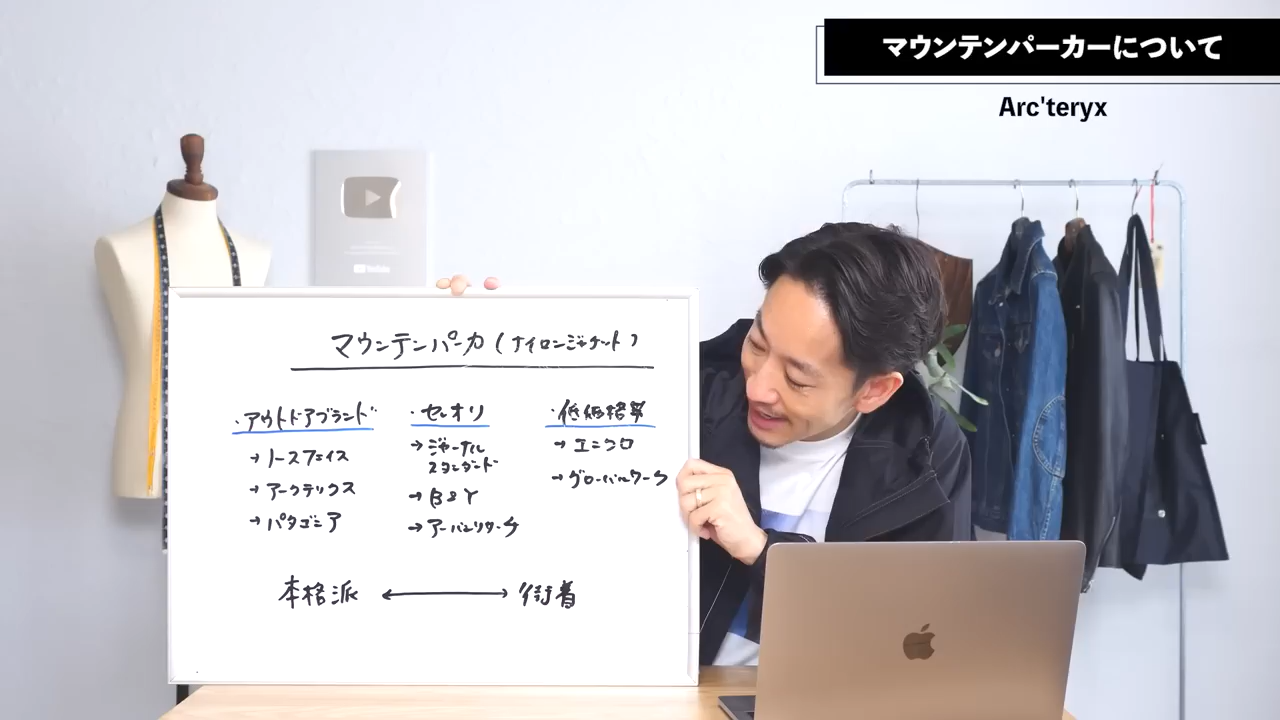 マウンテンパーカーについて
Arc'teryx
YouTube
マウンテンパーカ(ナイロンジャケット)
・アウトドアブランド
→ノースフェイス
→アークテリクス
→パタゴニア
・セレオリ
→ジャーナル
スタンダード
→B&Y
→アーバンリサーチ
・低価格帯
→ユニクロ
→グローバルワーク
本格派 ↔ 街着